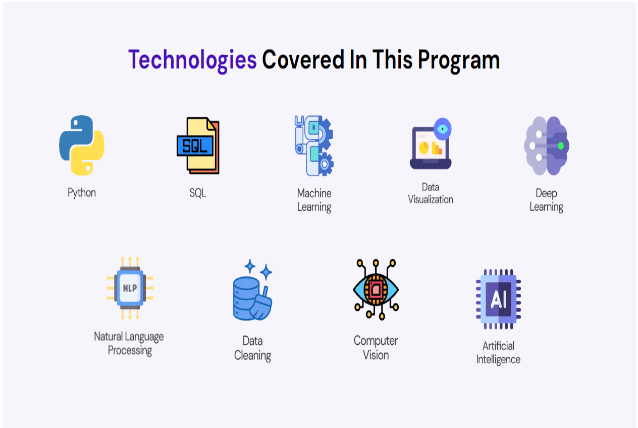 Technologies Covered In This Program
SQL
Python
SQL
Machine
Learning
Data
Visualization
Deep
Learning
NLP
AI
Natural Language
Processing
Data
Cleaning
Computer
Vision
Artificial
Intelligence